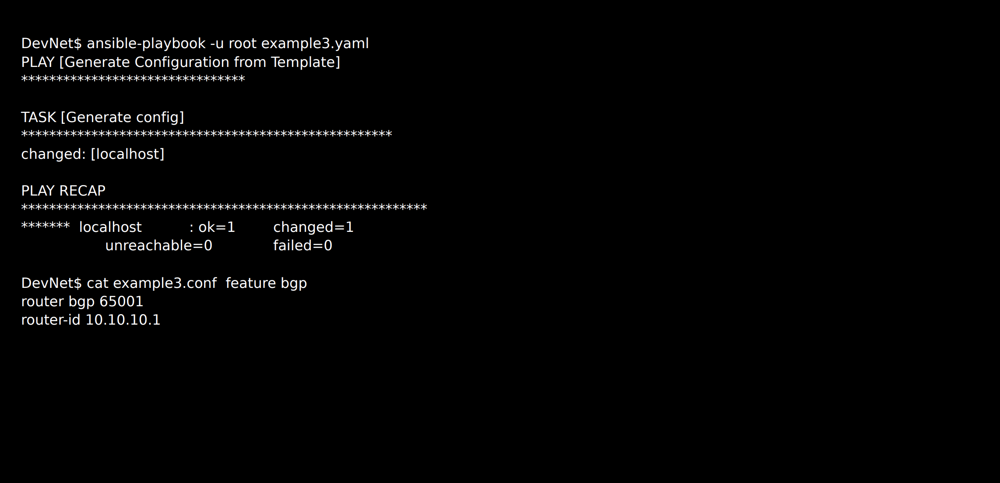 DevNet$ ansible-playbook -u root example3.yaml
PLAY [Generate Configuration from Template]
********************************

TASK [Generate config]
*****************************************************
changed: [localhost]

PLAY RECAP
**********************************************************
*******  localhost : ok=1 changed=1
unreachable=0 failed=0

DevNet$ cat example3.conf  feature bgp
router bgp 65001
router-id 10.10.10.1